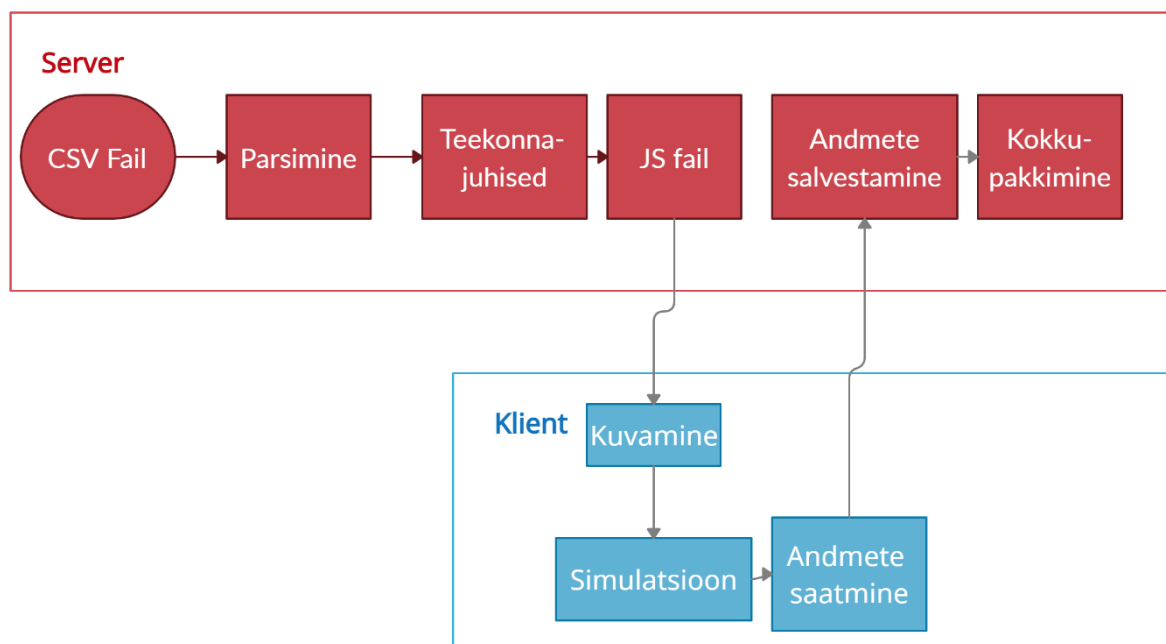 Server
CSV Fail
Parsimine
Teekonna-
juhised
JS fail
Andmete
salvestamine
Kokku-
pakkimine
Klient
Kuvamine
Simulatsioon
Andmete
saatmine